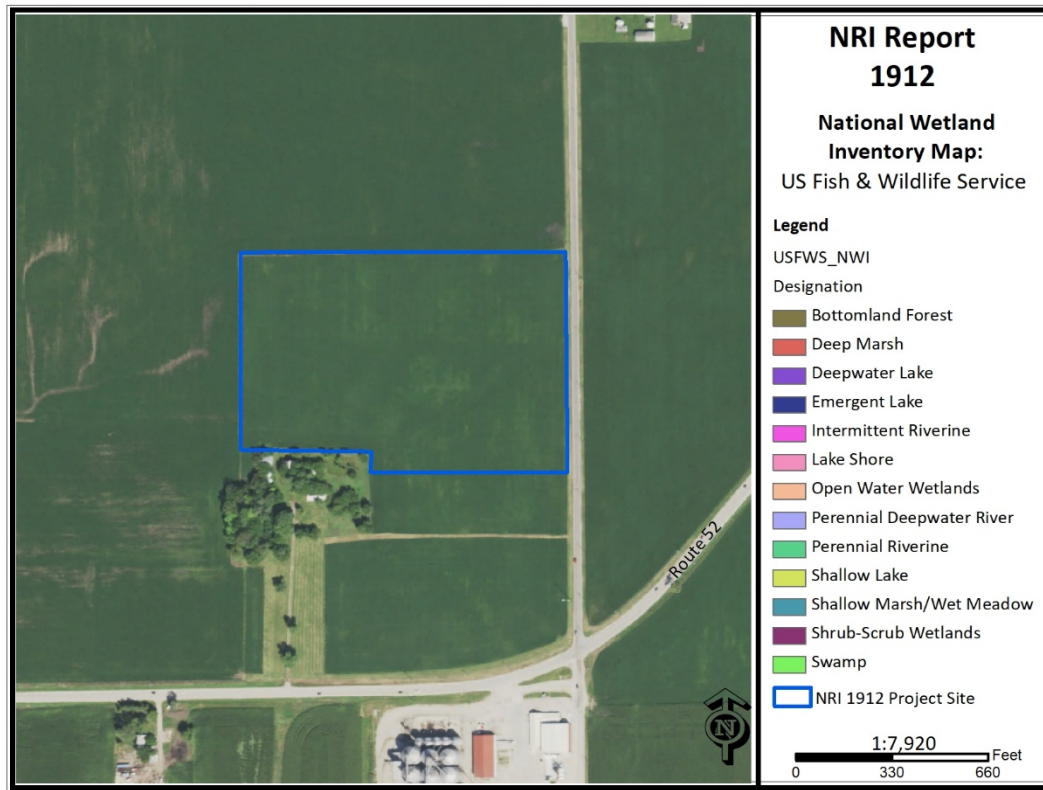 NRI Report
1912
National Wetland
Inventory Map:
US Fish & Wildlife Service
Legend
USFWS_NWI
Designation
Bottomland Forest
Deep Marsh
Deepwater Lake
Emergent Lake
Intermittent Riverine
Lake Shore
Open Water Wetlands
Perennial Deepwater River
Perennial Riverine
Shallow Lake
Shallow Marsh/Wet Meadow
Shrub-Scrub Wetlands
Swamp
NRI 1912 Project Site
1:7,920
Feet
0 330 660
Route 52
N